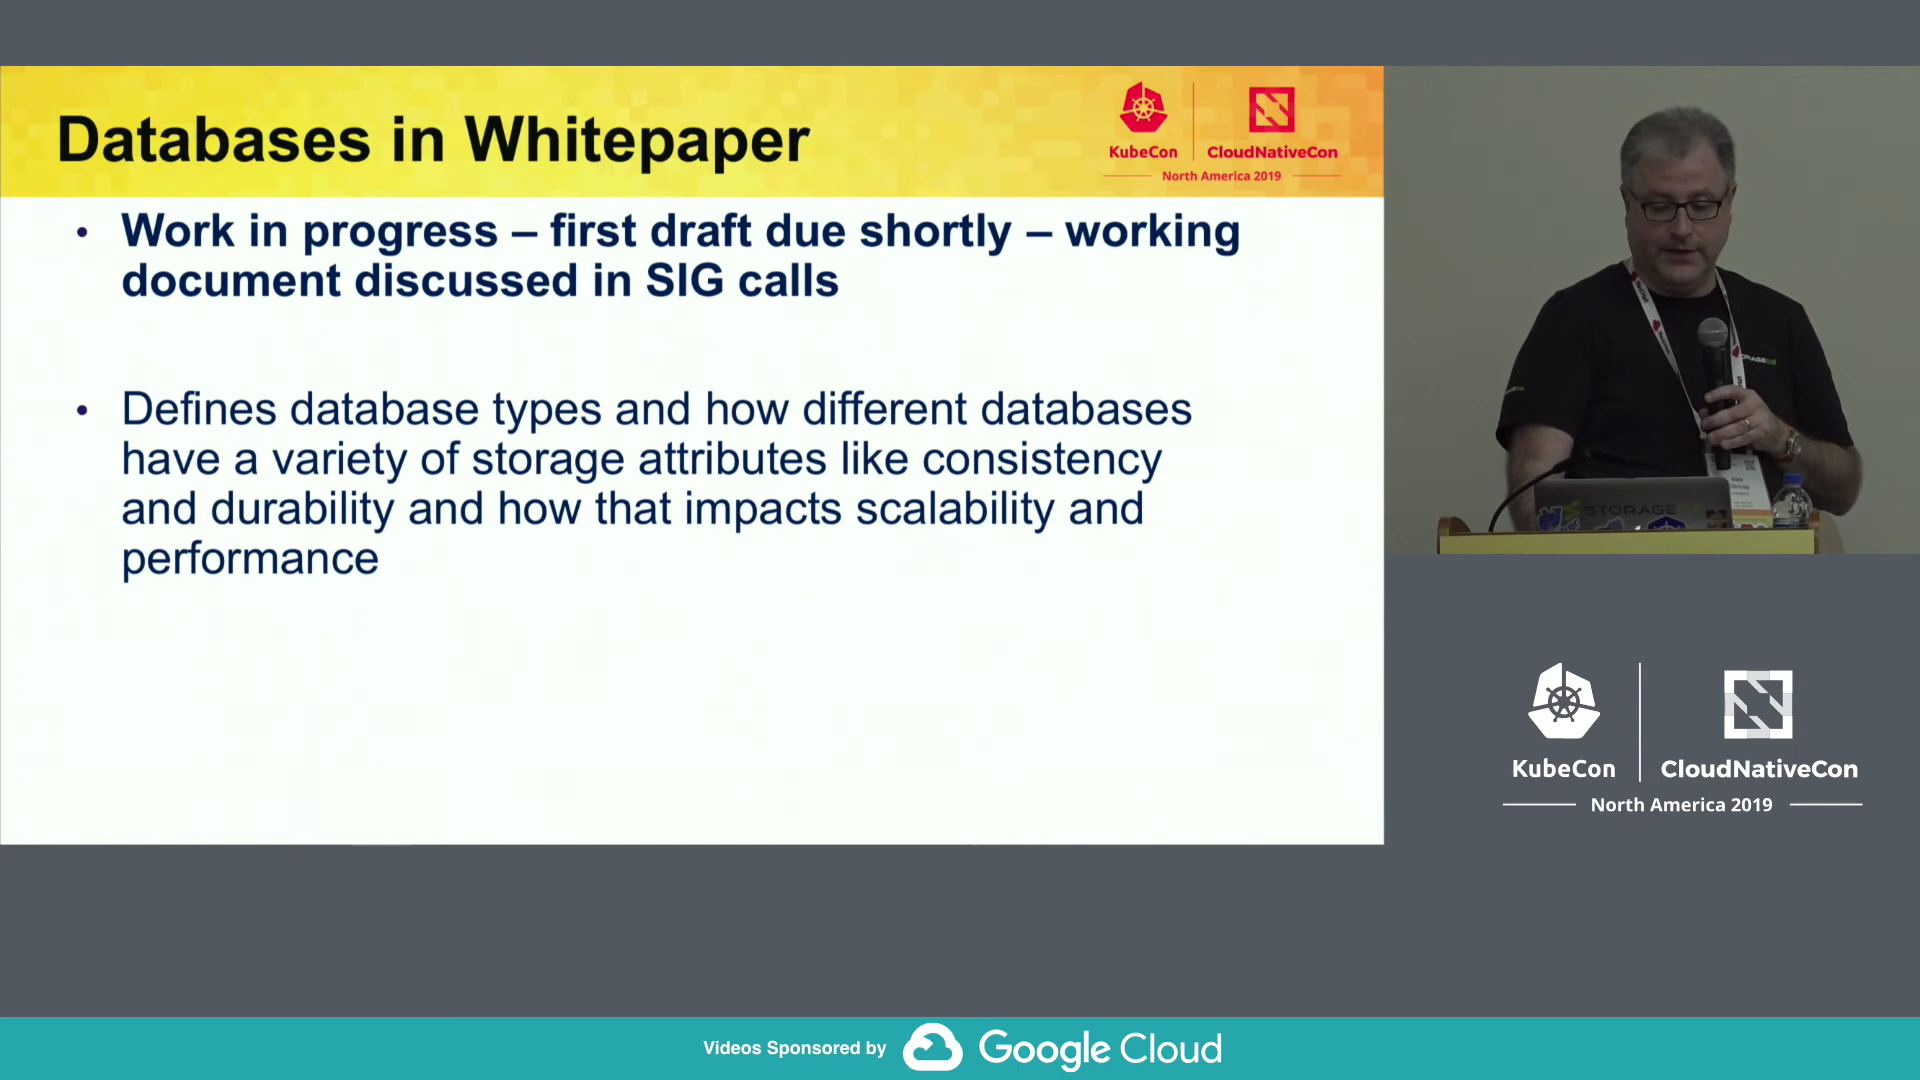 Databases in Whitepaper
KubeCon
CloudNativeCon
North America 2019
• Work in progress – first draft due shortly – working
document discussed in SIG calls
• Defines database types and how different databases
have a variety of storage attributes like consistency
and durability and how that impacts scalability and
performance
STORAGE
KubeCon
CloudNativeCon
North America 2019
Videos Sponsored by
Google Cloud